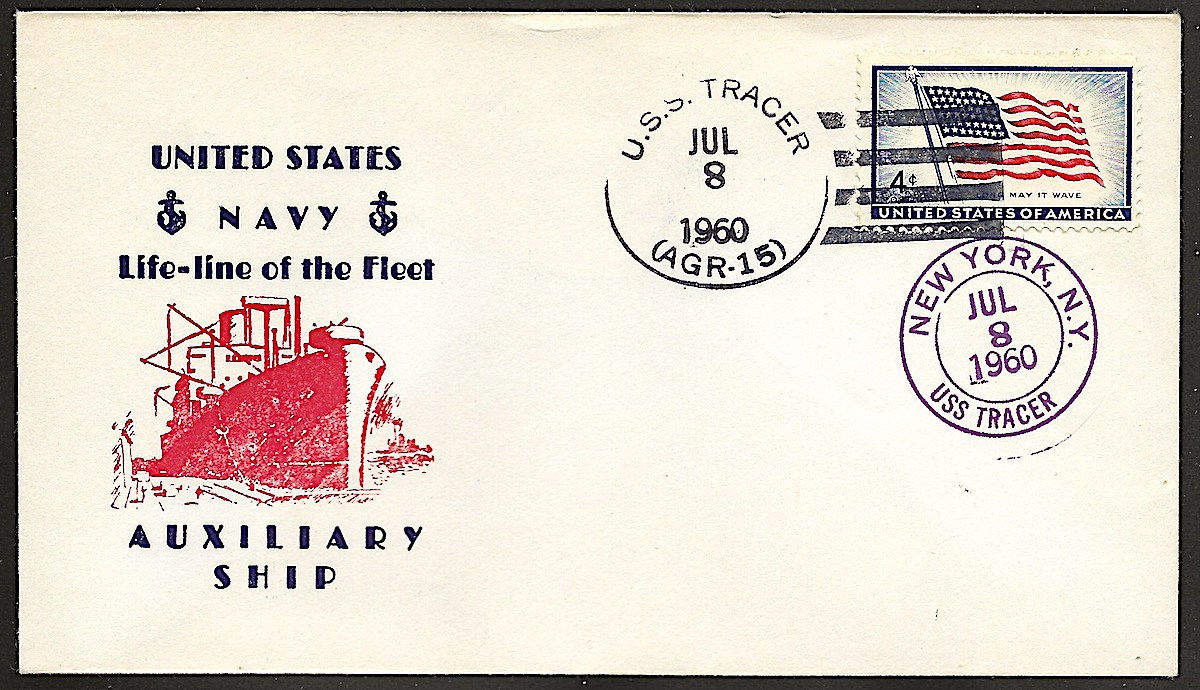 UNITED STATES
NAVY
Life-line of the Fleet
AUXILIARY
SHIP
U.S.S. TRACER
JUL
8
1960
(AGR-15)
4¢
LONG MAY IT WAVE
UNITED STATES OF AMERICA
NEW YORK, N.Y.
JUL
8
1960
USS TRACER